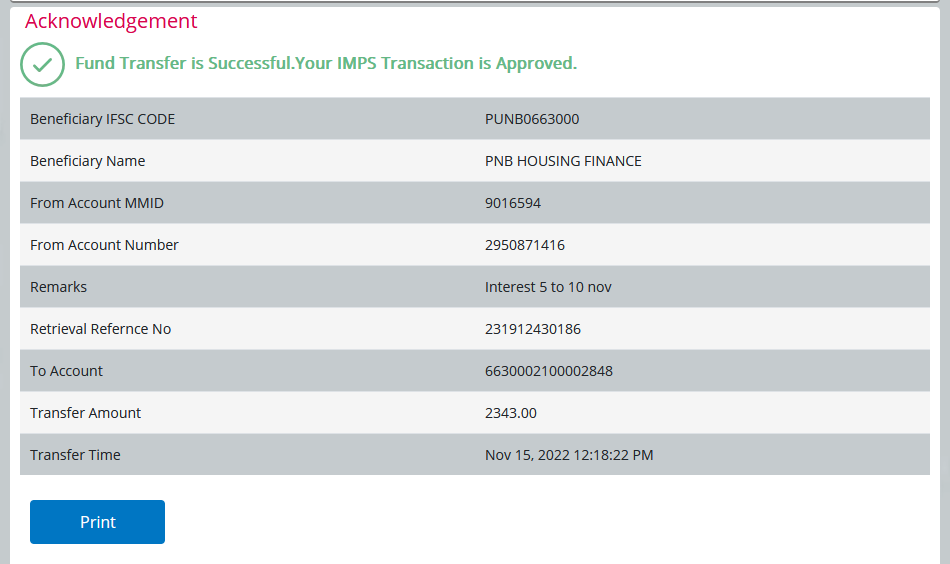 Acknowledgement
Fund Transfer is Successful.Your IMPS Transaction is Approved.
Beneficiary IFSC CODE PUNB0663000
Beneficiary Name PNB HOUSING FINANCE
From Account MMID 9016594
From Account Number 2950871416
Remarks Interest 5 to 10 nov
Retrieval Refernce No 231912430186
To Account 6630002100002848
Transfer Amount 2343.00
Transfer Time Nov 15, 2022 12:18:22 PM
Print